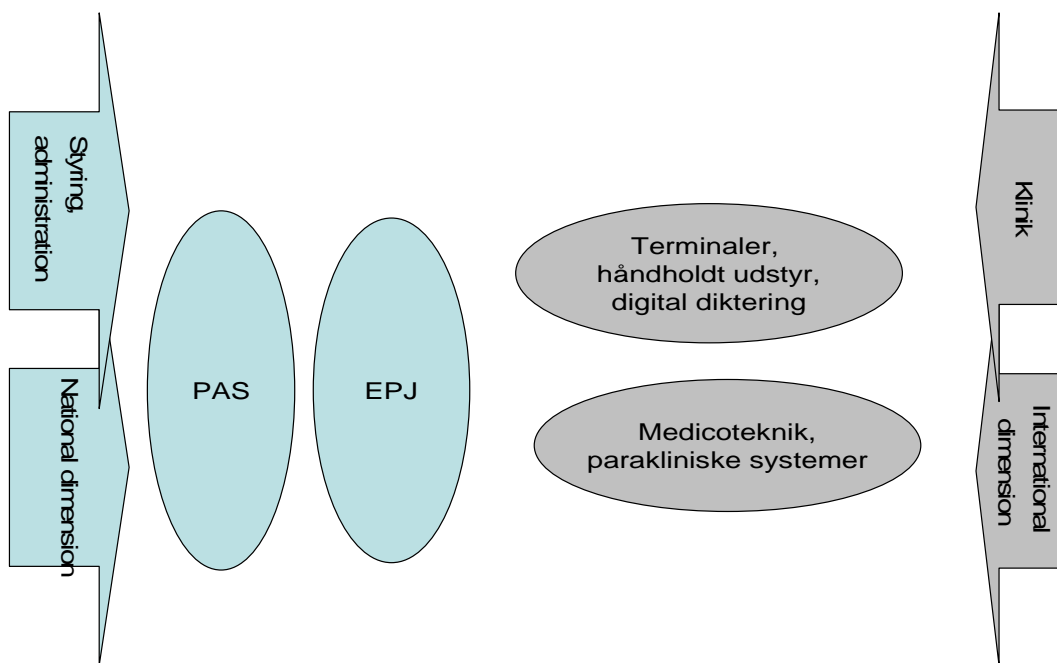 Styring,
administration
National dimension
PAS
EPJ
Terminaler,
håndholdt udstyr,
digital diktering
Medicoteknik,
parakliniske systemer
Klinik
International
dimension